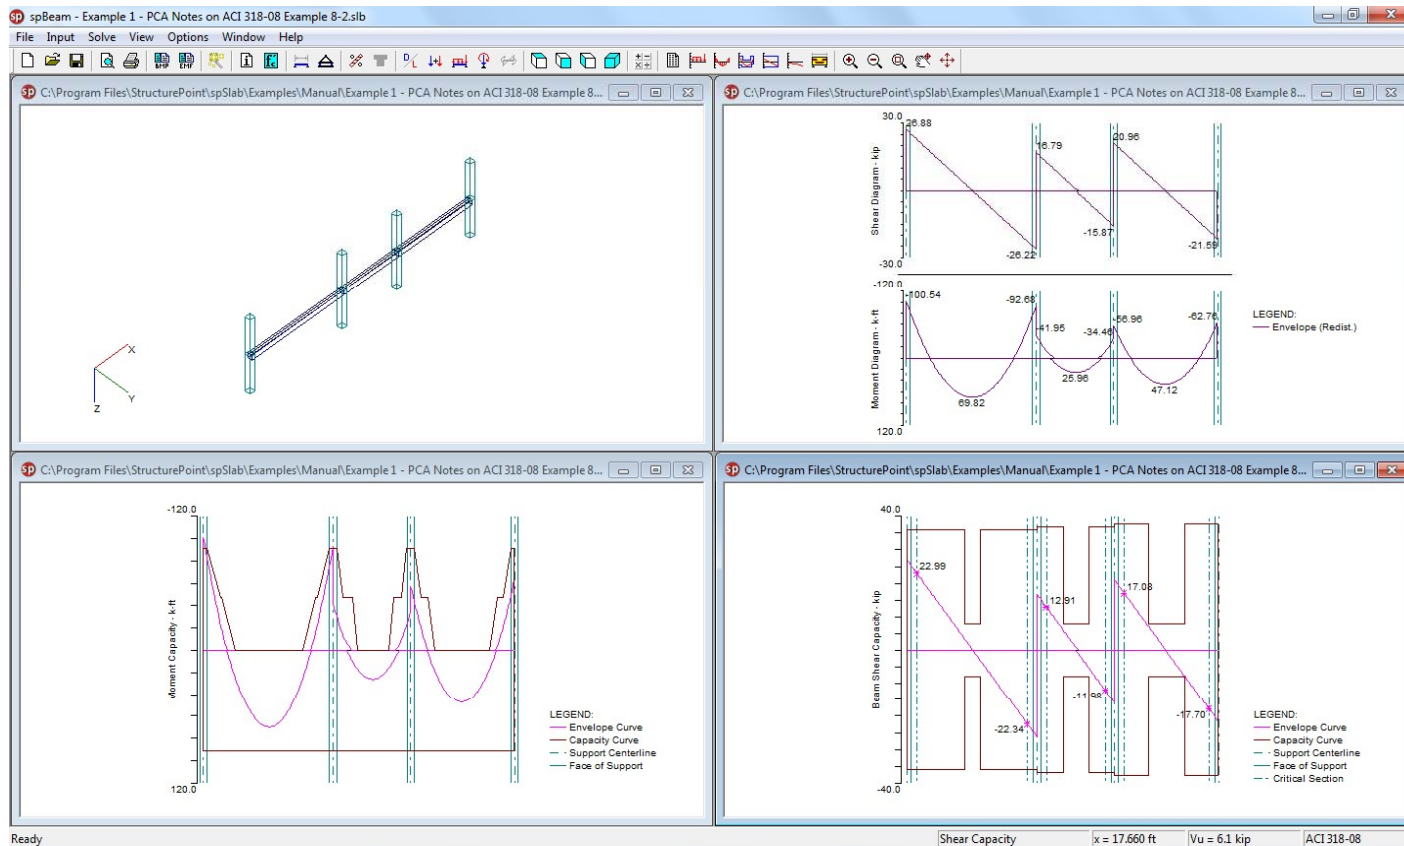 spBeam - Example 1 - PCA Notes on ACI 318-08 Example 8-2.slb
File Input Solve View Options Window Help
C:\Program Files\StructurePoint\spSlab\Examples\Manual\Example 1 - PCA Notes on ACI 318-08 Example 8...
X
Y
Z
C:\Program Files\StructurePoint\spSlab\Examples\Manual\Example 1 - PCA Notes on ACI 318-08 Example 8...
30.0
26.88
16.79
20.96
Shear Diagram - kip
-15.87
-26.22
-21.59
-30.0
-120.0
-100.54
-92.68
-41.95
-34.46
-56.96
-62.76
Moment Diagram - k-ft
25.96
69.82
47.12
120.0
LEGEND:
Envelope (Redist.)
C:\Program Files\StructurePoint\spSlab\Examples\Manual\Example 1 - PCA Notes on ACI 318-08 Example 8...
-120.0
Moment Capacity - k-ft
120.0
LEGEND:
Envelope Curve
Capacity Curve
Support Centerline
Face of Support
C:\Program Files\StructurePoint\spSlab\Examples\Manual\Example 1 - PCA Notes on ACI 318-08 Example 8...
40.0
22.99
12.91
17.08
Beam Shear Capacity - kip
-11.98
-22.34
-17.70
-40.0
LEGEND:
Envelope Curve
Capacity Curve
Support Centerline
Face of Support
Critical Section
Ready
Shear Capacity
x = 17.660 ft
Vu = 6.1 kip
ACI 318-08